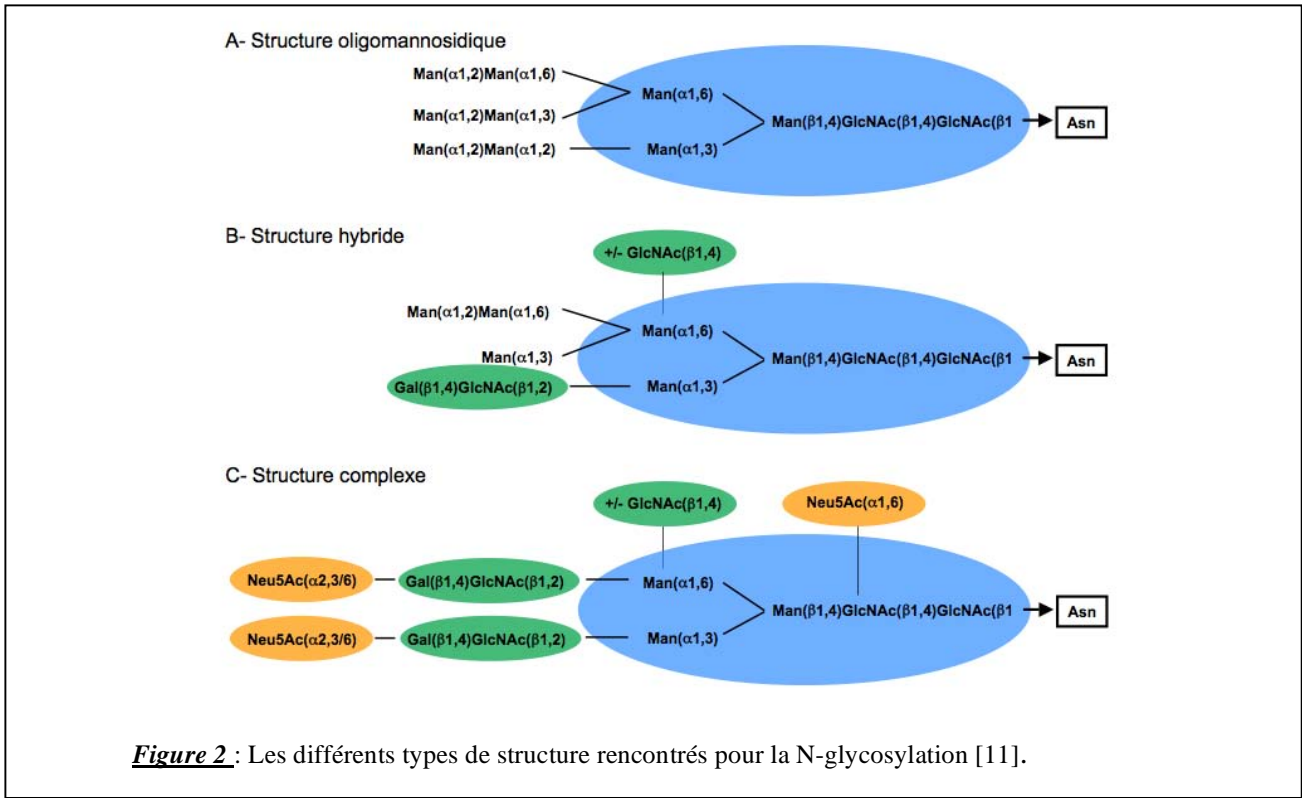 A- Structure oligomannosidique
Man(α1,2)Man(α1,6)
Man(α1,6)
Man(α1,2)Man(α1,3)
Man(β1,4)GlcNAc(β1,4)GlcNAc(β1
Asn
Man(α1,2)Man(α1,2)
Man(α1,3)
B- Structure hybride
+/- GlcNAc(β1,4)
Man(α1,2)Man(α1,6)
Man(α1,6)
Man(α1,3)
Man(β1,4)GlcNAc(β1,4)GlcNAc(β1
Asn
Gal(β1,4)GlcNAc(β1,2)
Man(α1,3)
C- Structure complexe
+/- GlcNAc(β1,4)
Neu5Ac(α1,6)
Neu5Ac(α2,3/6)
Gal(β1,4)GlcNAc(β1,2)
Man(α1,6)
Man(β1,4)GlcNAc(β1,4)GlcNAc(β1
Asn
Neu5Ac(α2,3/6)
Gal(β1,4)GlcNAc(β1,2)
Man(α1,3)
Figure 2 : Les différents types de structure rencontrés pour la N-glycosylation [11].